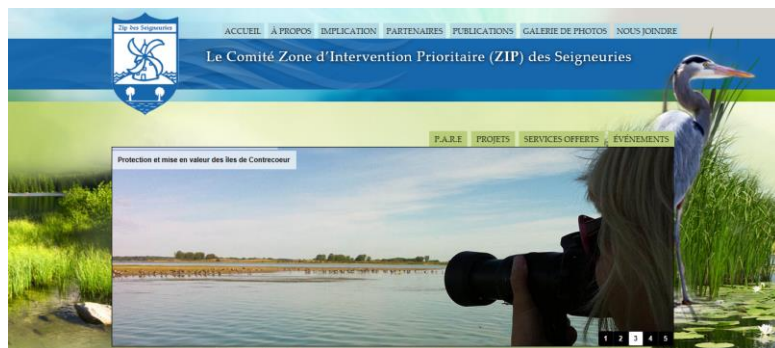 Zip des Seigneuries
ACCUEIL À PROPOS IMPLICATION PARTENAIRES PUBLICATIONS GALERIE DE PHOTOS NOUS JOINDRE
Le Comité Zone d'Intervention Prioritaire (ZIP) des Seigneuries
P.A.R.E PROJETS SERVICES OFFERTS ÉVÉNEMENTS
Protection et mise en valeur des îles de Contrecoeur
1 2 3 4 5